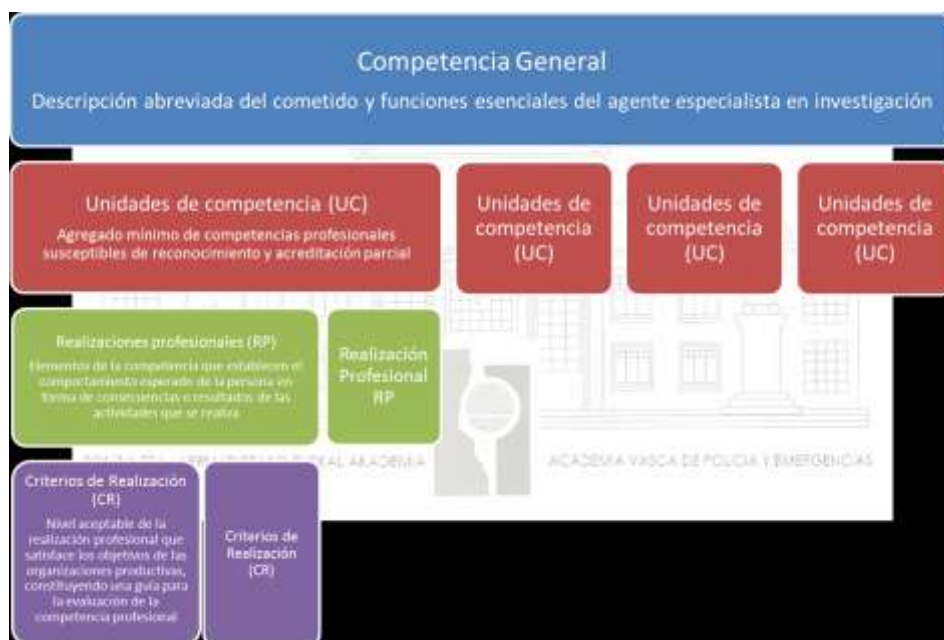 Competencia General
Descripción abreviada del cometido y funciones esenciales del agente especialista en investigación
Unidades de competencia (UC)
Agregado mínimo de competencias profesionales
susceptibles de reconocimiento y acreditación parcial
Unidades de
competencia
(UC)
Unidades de
competencia
(UC)
Unidades de
competencia
(UC)
Realizaciones profesionales (RP)
Elementos de la competencia que establecen el
comportamiento esperado de la persona en
forma de consecuencias o resultados de las
actividades que se realiza
Realización
Profesional
RP
AKADEMIA
ACADEMIA VASCA DE POLICIA Y EMERGENCIAS
Criterios de Realización
(CR)
Nivel aceptable de la
realización profesional que
satisface los objetivos de las
organizaciones productivas,
constituyendo una guía para
la evaluación de la
competencia profesional
Criterios de
Realización
(CR)